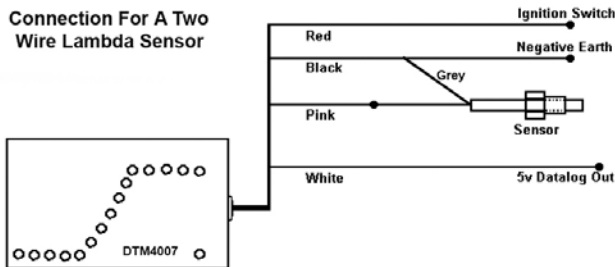 Connection For A Two
Wire Lambda Sensor
Ignition Switch
Red
Negative Earth
Black
Grey
Pink
Sensor
White
5v Datalog Out
DTM4007